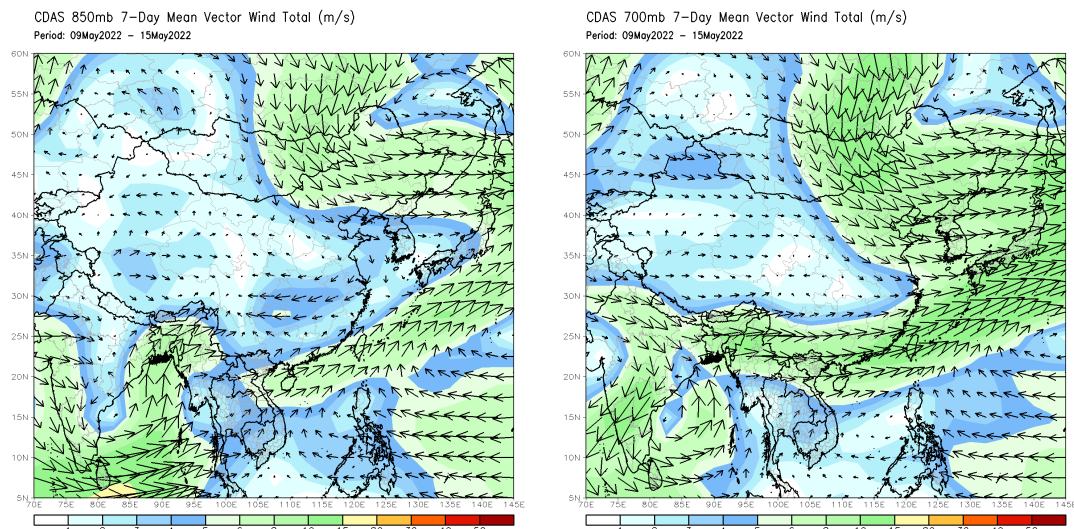 CDAS 850mb 7-Day Mean Vector Wind Total (m/s)
Period: 09May2022 - 15May2022
60N
55N
50N
45N
40N
35N
30N
25N
20N
15N
10N
5N
70E 75E 80E 85E 90E 95E 100E 105E 110E 115E 120E 125E 130E 135E 140E 145E
CDAS 700mb 7-Day Mean Vector Wind Total (m/s)
Period: 09May2022 - 15May2022
60N
55N
50N
45N
40N
35N
30N
25N
20N
15N
10N
5N
70E 75E 80E 85E 90E 95E 100E 105E 110E 115E 120E 125E 130E 135E 140E 145E